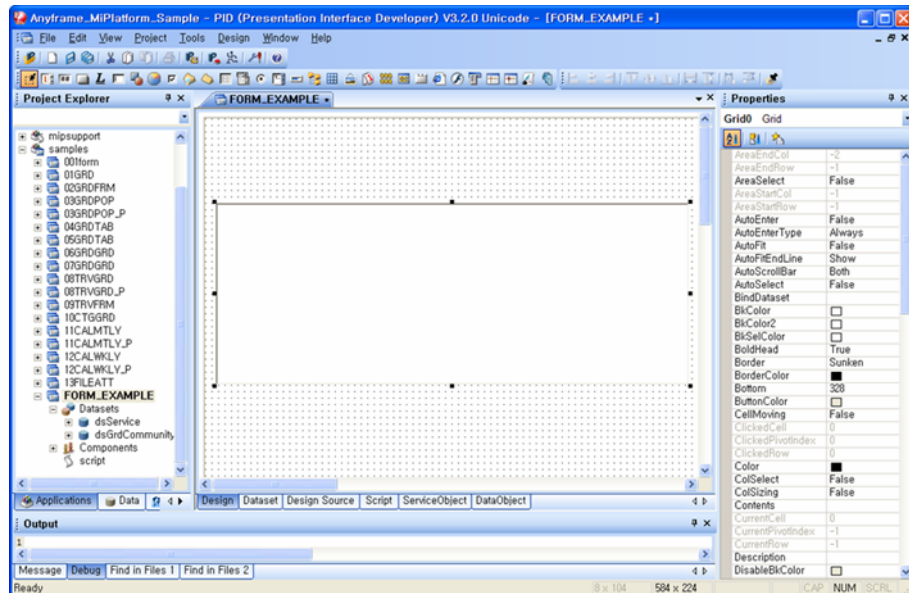 Anyframe_MiPlatform_Sample - PID (Presentation Interface Developer) V3.2.0 Unicode - [FORM_EXAMPLE •]
File Edit View Project Tools Design Window Help
Project Explorer
mipsupport
samples
001form
01GRD
02GRDFRM
03GRDPOP
03GRDPOP_P
04GRDTAB
05GRDTAB
06GRDGRD
07GRDGRD
08TRVGRD
08TRVGRD_P
09TRVFRM
10CTGGRD
11CALMTLY
11CALMTLY_P
12CALWKLY
12CALWKLY_P
13FILEATT
FORM_EXAMPLE
Datasets
dsService
dsGrdCommunity
Components
script
Applications Data
FORM_EXAMPLE •
Design Dataset Design Source Script ServiceObject DataObject
Properties
Grid0 Grid
AreaEndCol -2
AreaEndRow -1
AreaSelect False
AreaStartCol -1
AreaStartRow -1
AutoEnter False
AutoEnterType Always
AutoFit False
AutoFitEndLine Show
AutoScrollBar Both
AutoSelect False
BindDataset
BkColor
BkColor2
BkSelColor
BoldHead True
Border Sunken
BorderColor
Bottom 328
ButtonColor
CellMoving False
ClickedCell 0
ClickedPivotIndex 0
ClickedRow 0
Color
ColSelect False
ColSizing False
Contents
CurrentCell 0
CurrentPivotIndex -1
CurrentRow -1
Description
DisableBkColor
Output
1
Message Debug Find in Files 1 Find in Files 2
Ready 8 x 104 584 x 224 CAP NUM SCRL